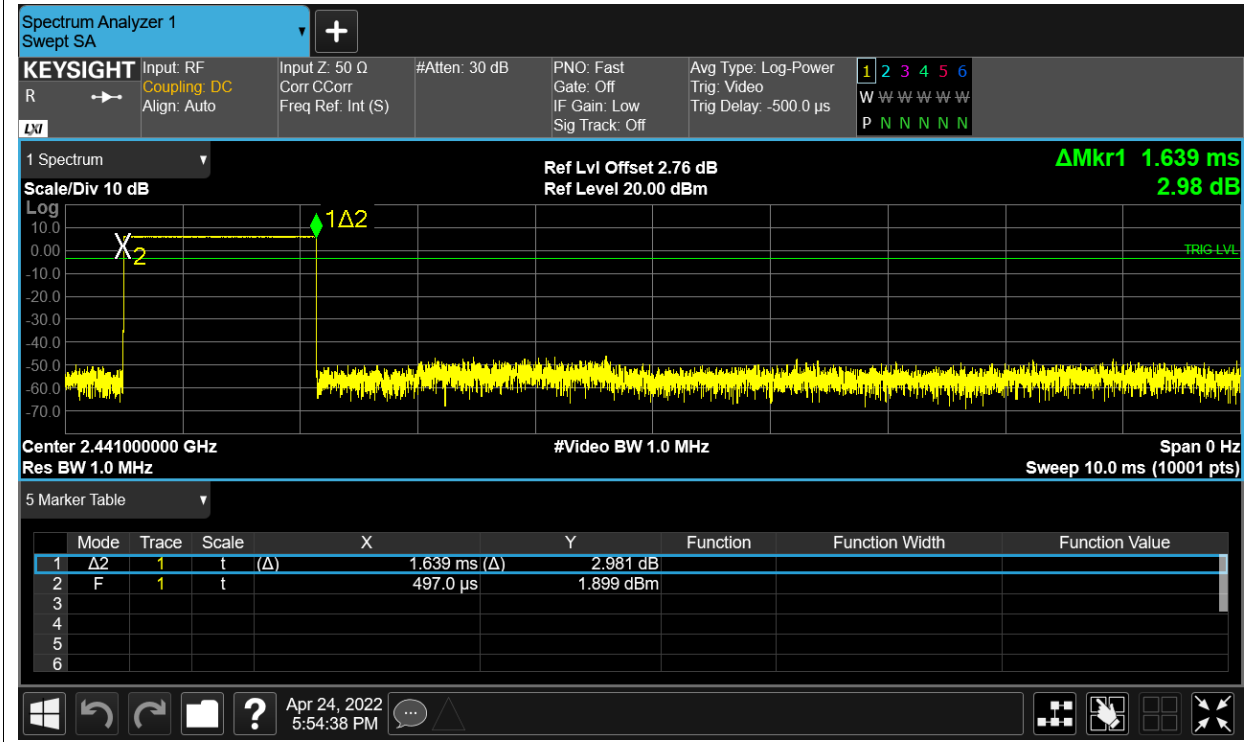 Spectrum Analyzer 1
Swept SA
+
KEYSIGHT Input: RF Input Z: 50 Ω #Atten: 30 dB PNO: Fast Avg Type: Log-Power 1 2 3 4 5 6
R Coupling: DC Corr CCorr Gate: Off Trig: Video W W W W W W
Align: Auto Freq Ref: Int (S) IF Gain: Low Trig Delay: -500.0 µs
LXI Sig Track: Off P N N N N N
1 Spectrum Ref Lvl Offset 2.76 dB ΔMkr1 1.639 ms
Scale/Div 10 dB Ref Level 20.00 dBm 2.98 dB
Log
1Δ2
10.0
0.00 X2 TRIG LVL
-10.0
-20.0
-30.0
-40.0
-50.0
-60.0
-70.0
Center 2.441000000 GHz #Video BW 1.0 MHz Span 0 Hz
Res BW 1.0 MHz Sweep 10.0 ms (10001 pts)
5 Marker Table
Mode Trace Scale X Y Function Function Width Function Value
1 Δ2 1 t (Δ) 1.639 ms (Δ) 2.981 dB
2 F 1 t 497.0 µs 1.899 dBm
3
4
5
6
? Apr 24, 2022
5:54:38 PM